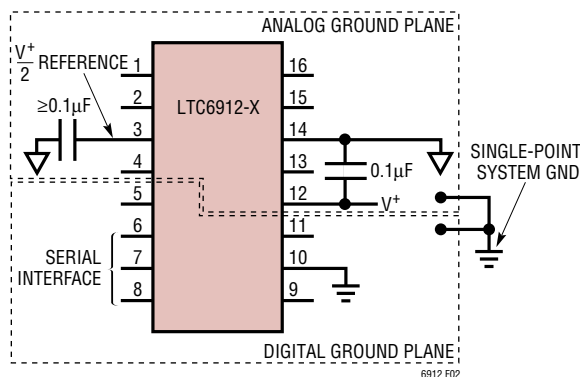 ANALOG GROUND PLANE
V+
2
REFERENCE
≥0.1µF
LTC6912-X
1
2
3
4
5
6
7
8
16
15
14
13
12
11
10
9
0.1µF
V+
SINGLE-POINT
SYSTEM GND
SERIAL
INTERFACE
DIGITAL GROUND PLANE
6912 F02